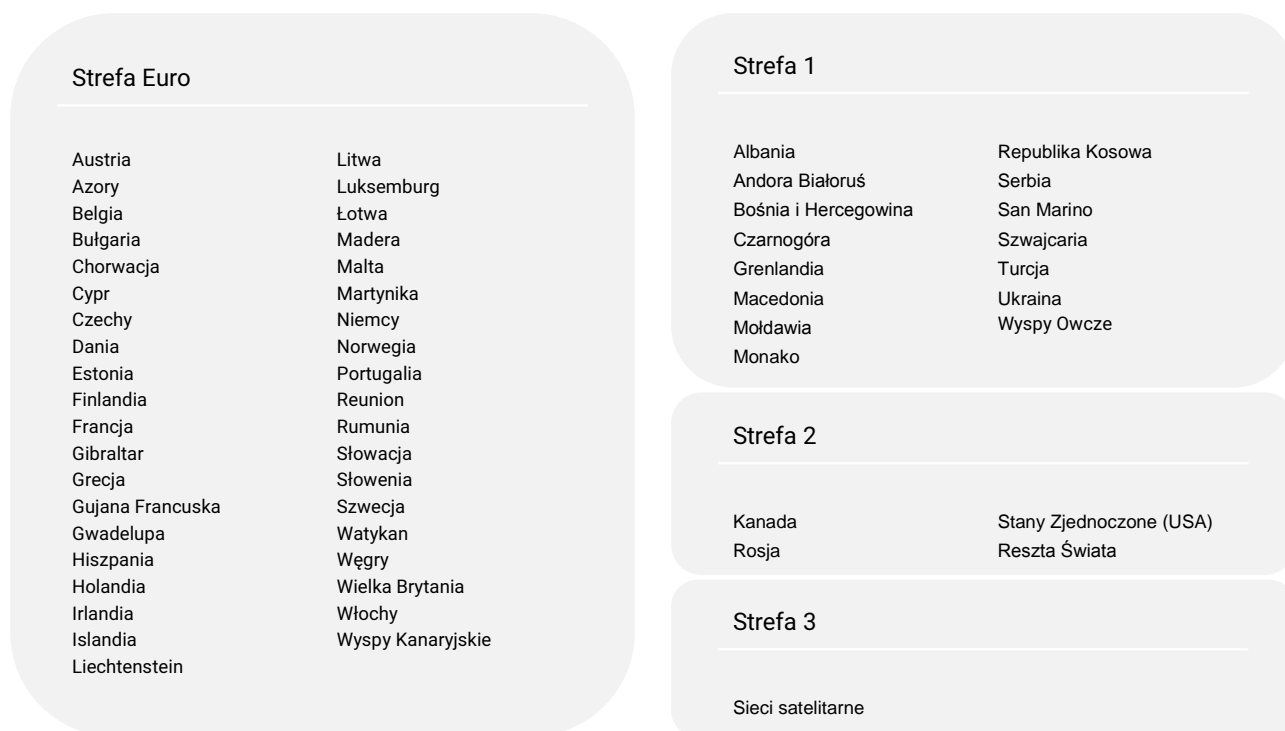 Strefa Euro
Austria
Azory
Belgia
Bułgaria
Chorwacja
Cypr
Czechy
Dania
Estonia
Finlandia
Francja
Gibraltar
Grecja
Gujana Francuska
Gwadelupa
Hiszpania
Holandia
Irlandia
Islandia
Liechtenstein
Litwa
Luksemburg
Łotwa
Madera
Malta
Martynika
Niemcy
Norwegia
Portugalia
Reunion
Rumunia
Słowacja
Słowenia
Szwecja
Watykan
Węgry
Wielka Brytania
Włochy
Wyspy Kanaryjskie
Strefa 1
Albania
Andora Białoruś
Bośnia i Hercegowina
Czarnogóra
Grenlandia
Macedonia
Mołdawia
Monako
Republika Kosowa
Serbia
San Marino
Szwajcaria
Turcja
Ukraina
Wyspy Owcze
Strefa 2
Kanada
Rosja
Stany Zjednoczone (USA)
Reszta Świata
Strefa 3
Sieci satelitarne